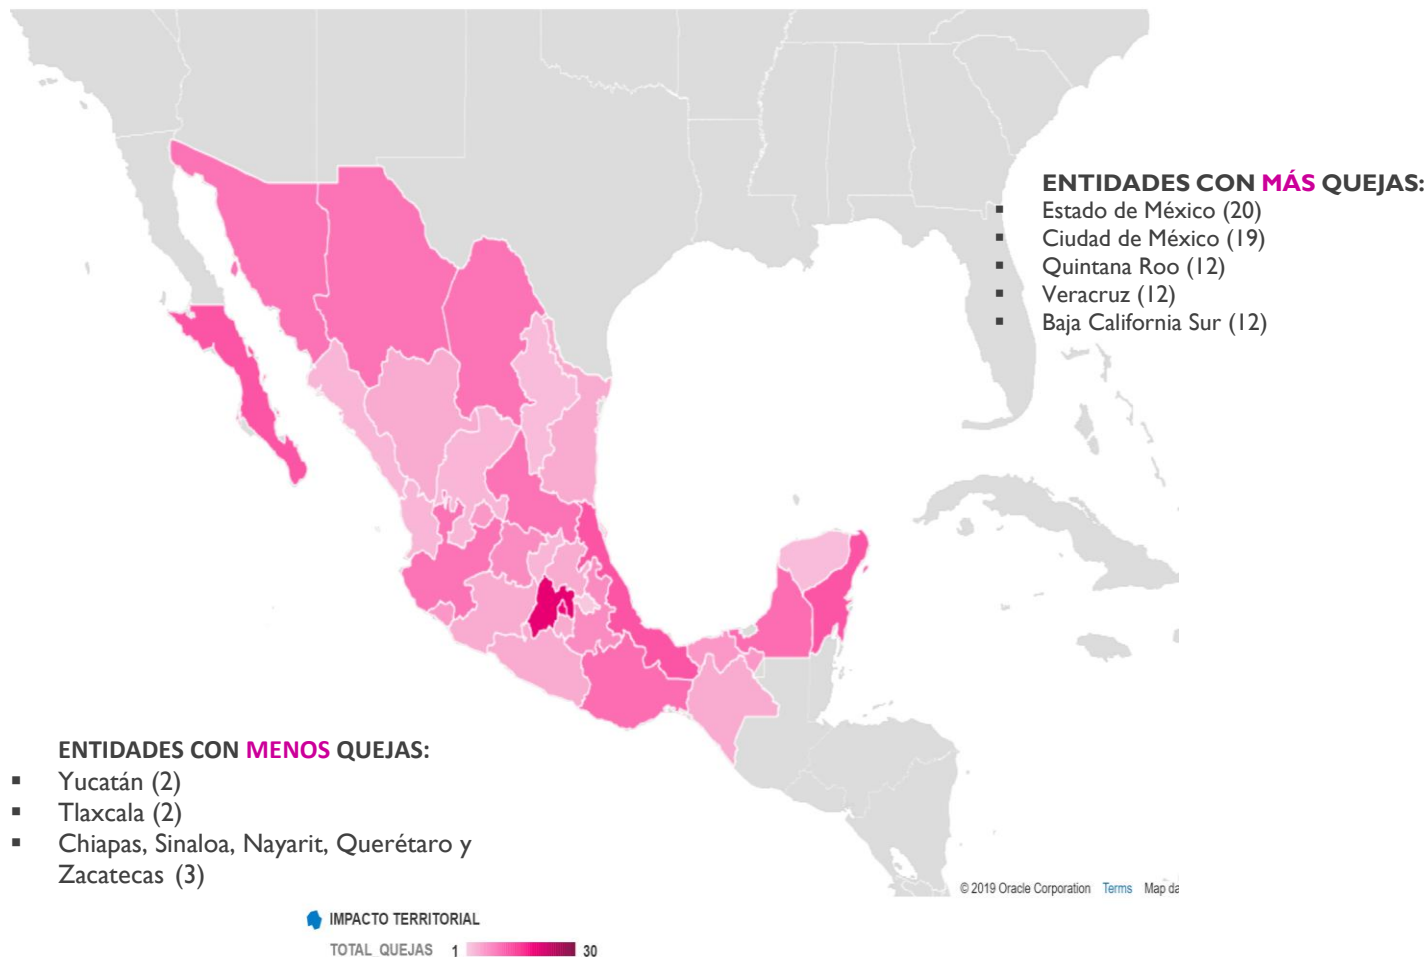 ENTIDADES CON MÁS QUEJAS:
▪ Estado de México (20)
▪ Ciudad de México (19)
▪ Quintana Roo (12)
▪ Veracruz (12)
▪ Baja California Sur (12)
ENTIDADES CON MENOS QUEJAS:
▪ Yucatán (2)
▪ Tlaxcala (2)
▪ Chiapas, Sinaloa, Nayarit, Querétaro y
Zacatecas (3)
© 2019 Oracle Corporation Terms Map da
IMPACTO TERRITORIAL
TOTAL QUEJAS 1 30